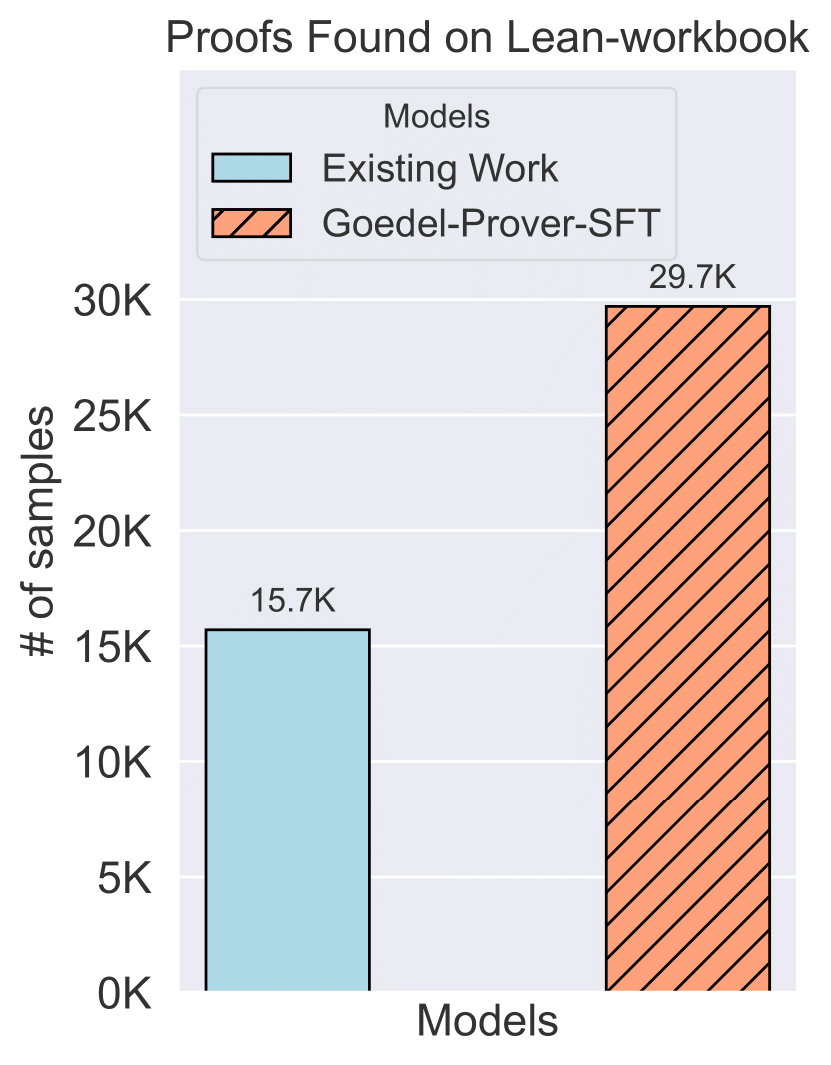 Proofs Found on Lean-workbook
Models
Existing Work
Goedel-Prover-SFT
29.7K
30K
25K
20K
15.7K
15K
10K
5K
0K
# of samples
Models